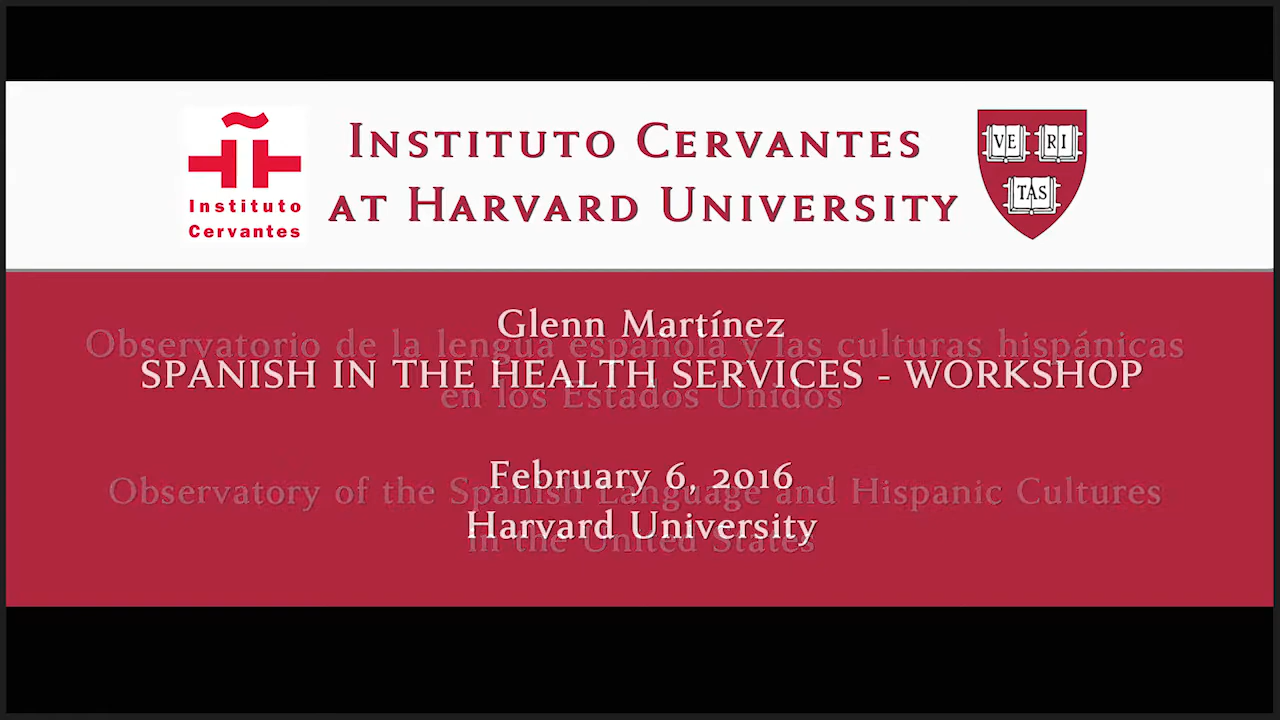 Instituto
Cervantes
INSTITUTO CERVANTES
AT HARVARD UNIVERSITY
VE RI
TAS
Glenn Martínez
Observatorio de la lengua española y las culturas hispánicas
SPANISH IN THE HEALTH SERVICES - WORKSHOP
en los Estados Unidos
February 6, 2016
Observatory of the Spanish Language and Hispanic Cultures
Harvard University
in the United States